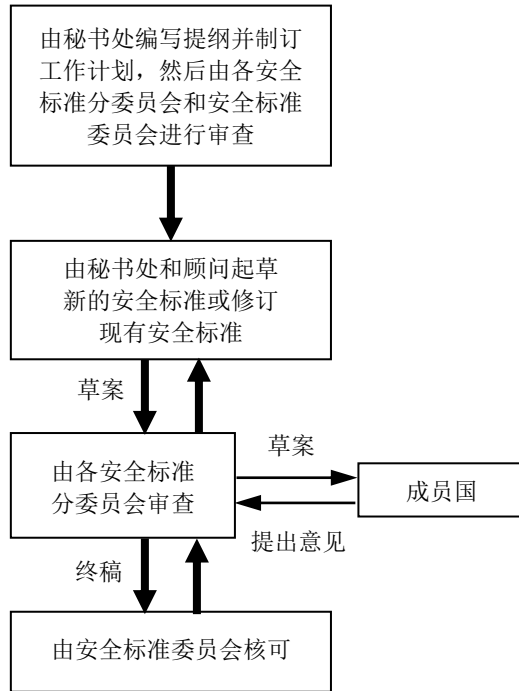 由秘书处编写提纲并制订
工作计划，然后由各安全
标准分委员会和安全标准
委员会进行审查
由秘书处和顾问起草
新的安全标准或修订
现有安全标准
草案
由各安全标准
分委员会审查
草案
成员国
提出意见
终稿
由安全标准委员会核可